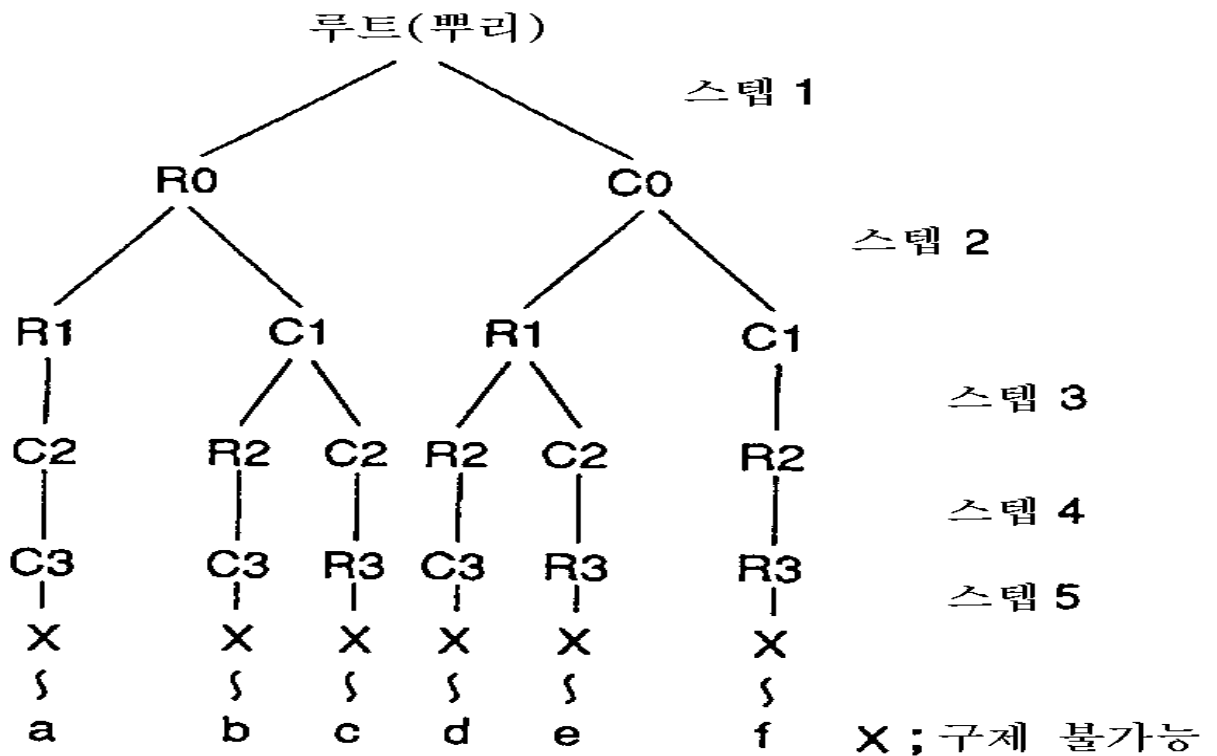 루트(뿌리)
스텝 1
R0 C0
스텝 2
R1 C1 R1 C1
스텝 3
C2 R2 C2 R2 C2 R2
스텝 4
C3 C3 R3 C3 R3 R3
스텝 5
X X X X X X
a b c d e f X ; 구제 불가능